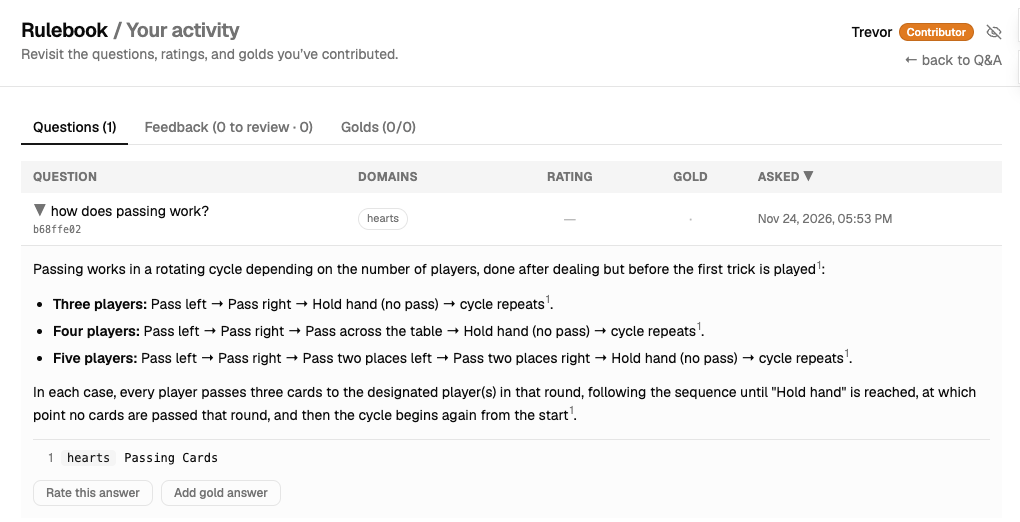 Rulebook / Your activity
Revisit the questions, ratings, and golds you've contributed.
Trevor Contributor
← back to Q&A
Questions (1) Feedback (0 to review · 0) Golds (0/0)
QUESTION DOMAINS RATING GOLD ASKED ▼
▼ how does passing work? hearts — · Nov 24, 2026, 05:53 PM
b68ffe02
Passing works in a rotating cycle depending on the number of players, done after dealing but before the first trick is played¹:
• Three players: Pass left → Pass right → Hold hand (no pass) → cycle repeats¹.
• Four players: Pass left → Pass right → Pass across the table → Hold hand (no pass) → cycle repeats¹.
• Five players: Pass left → Pass right → Pass two places left → Pass two places right → Hold hand (no pass) → cycle repeats¹.
In each case, every player passes three cards to the designated player(s) in that round, following the sequence until "Hold hand" is reached, at which
point no cards are passed that round, and then the cycle begins again from the start¹.
1 hearts Passing Cards
Rate this answer Add gold answer